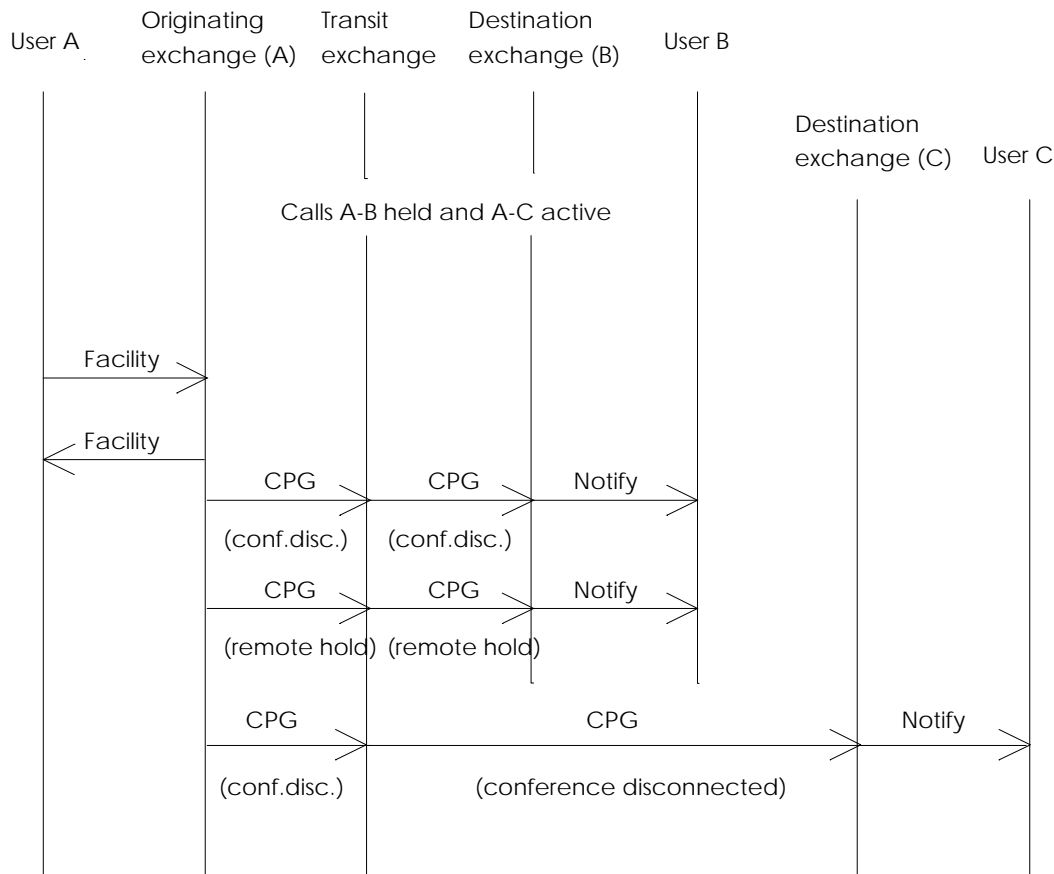 User A
Originating
exchange (A)
Transit
exchange
Destination
exchange (B)
User B
Destination
exchange (C)
User C
Calls A-B held and A-C active
Facility
Facility
CPG
CPG
Notify
(conf.disc.)
(conf.disc.)
CPG
CPG
Notify
(remote hold)
(remote hold)
CPG
CPG
Notify
(conf.disc.)
(conference disconnected)